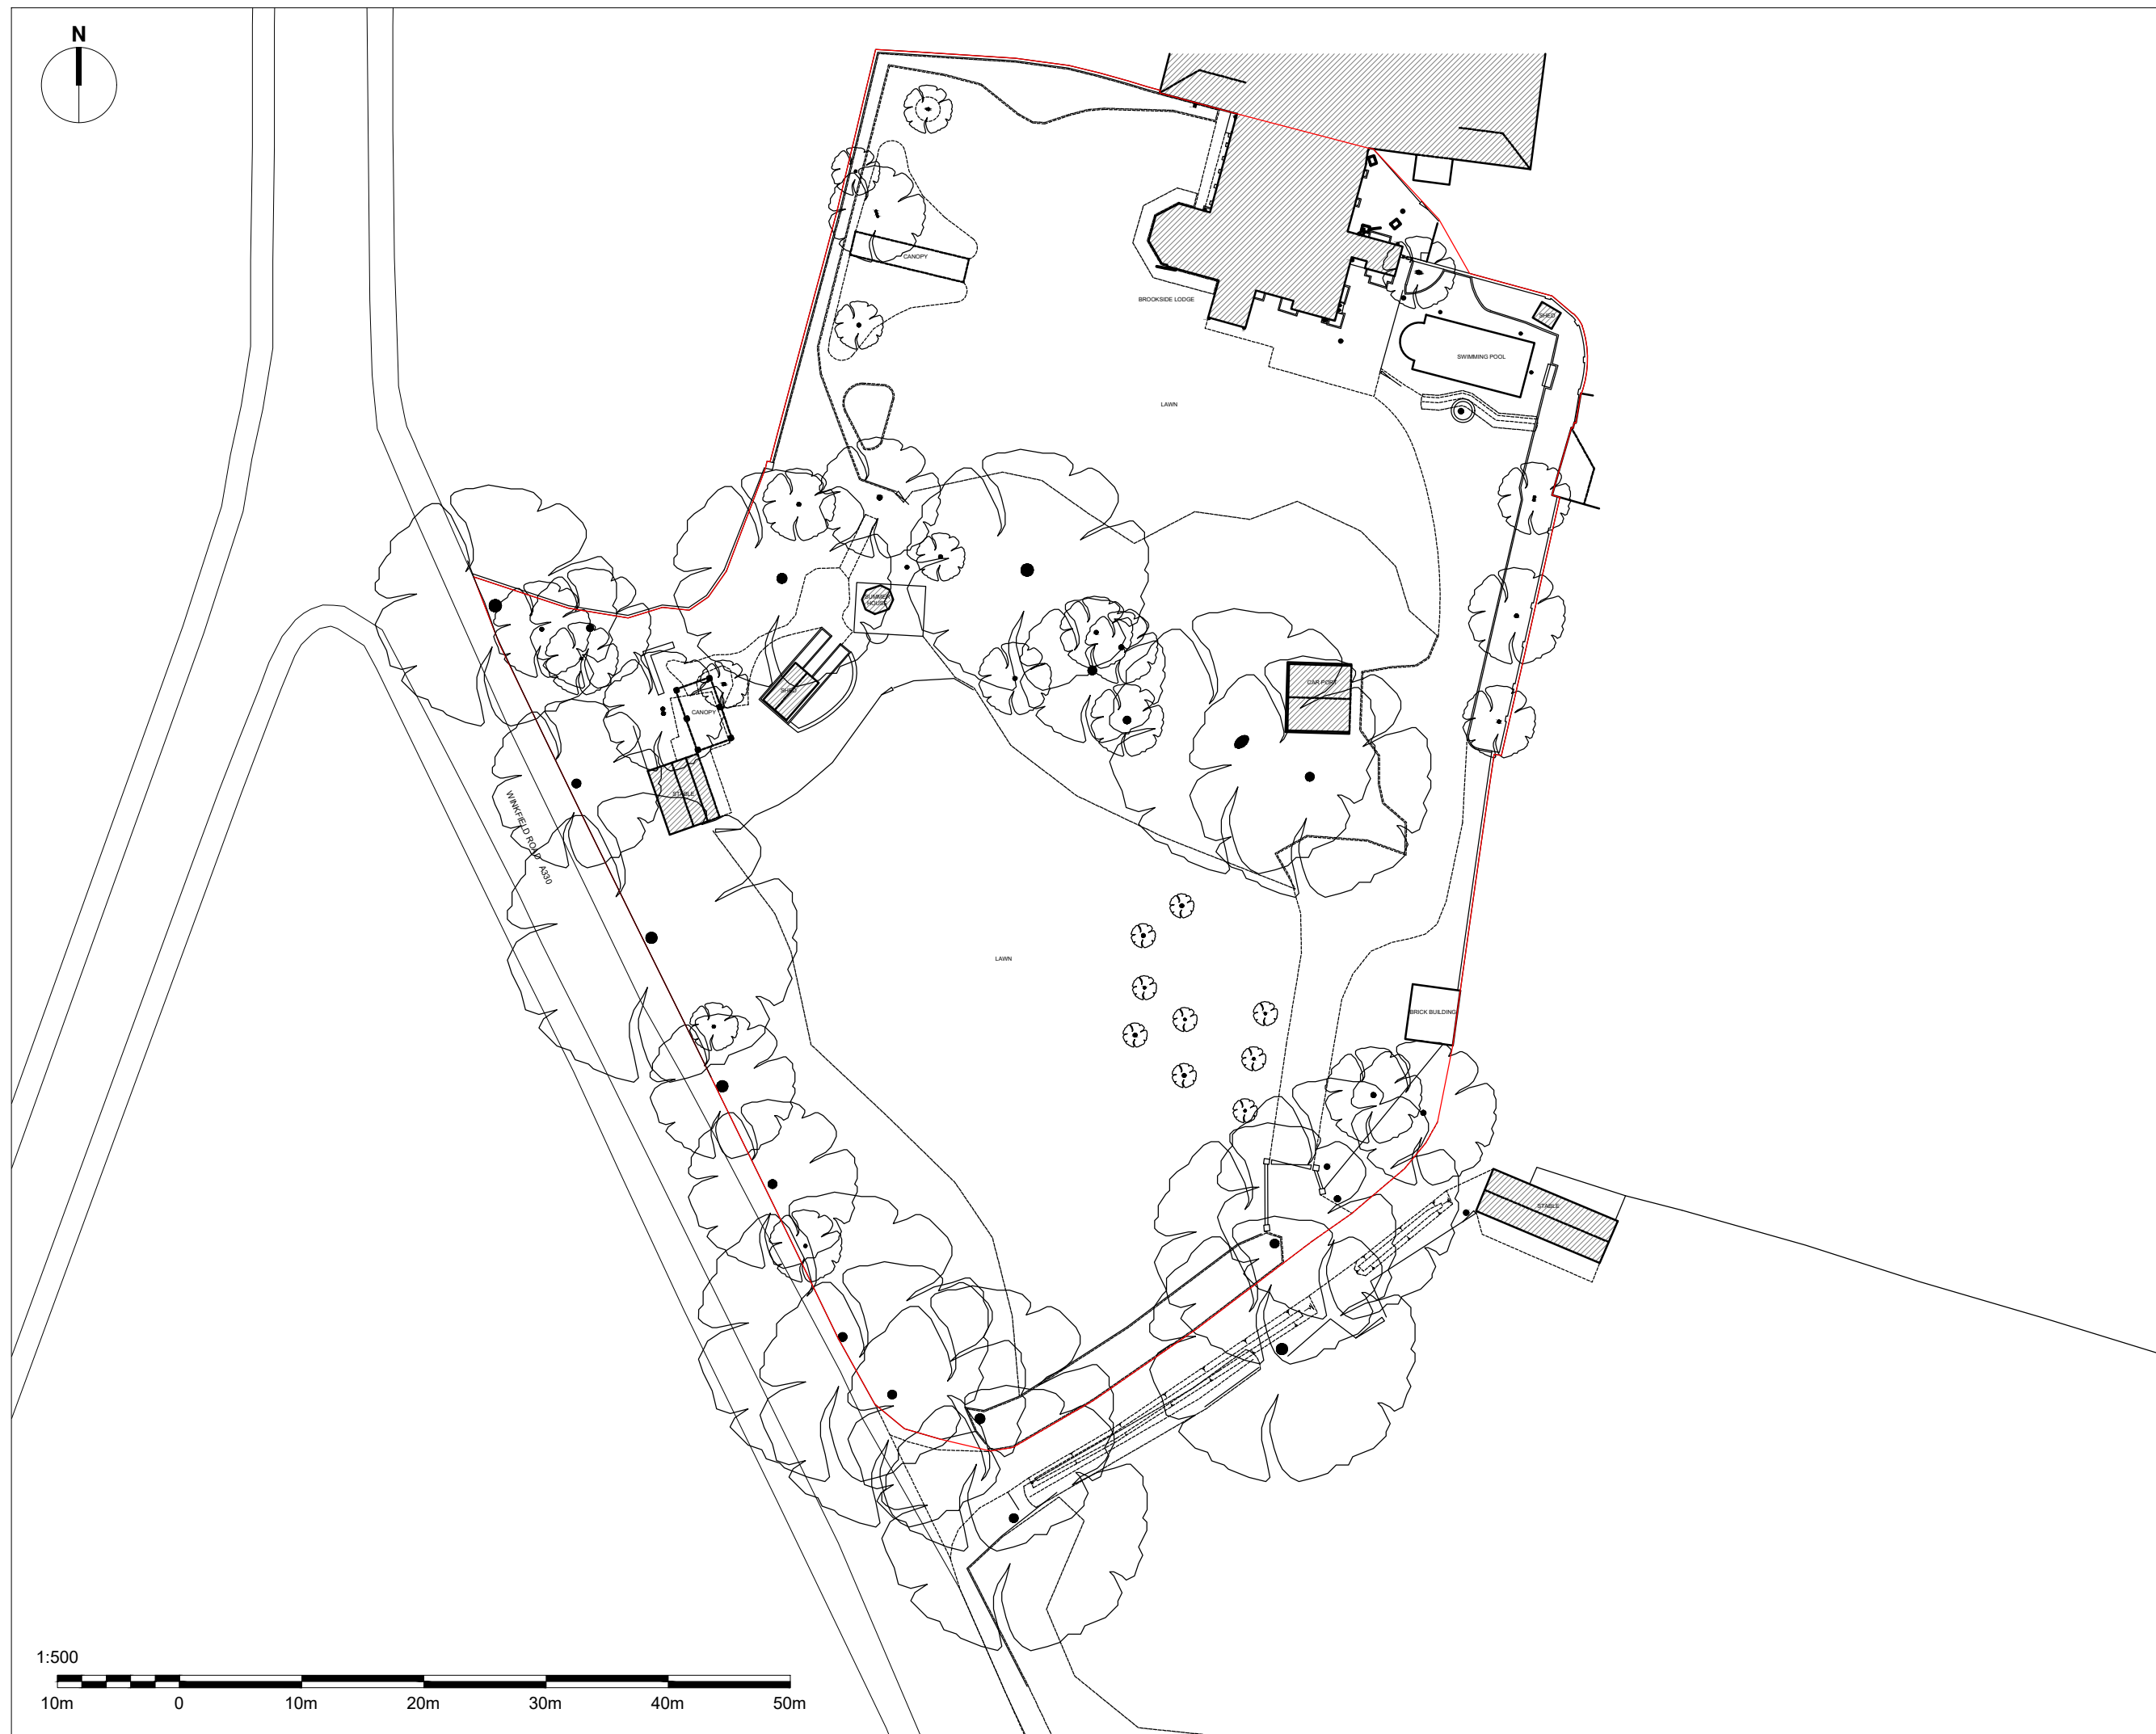 N
CANOPY
BROOKSIDE LODGE
SHED
SWIMMING POOL
LAWN
SUMMER
HOUSE
CAR PORT
SHED
CANOPY
STABLE
WINKFIELD ROAD A330
LAWN
BRICK BUILDING
STABLE
1:500
10m 0 10m 20m 30m 40m 50m